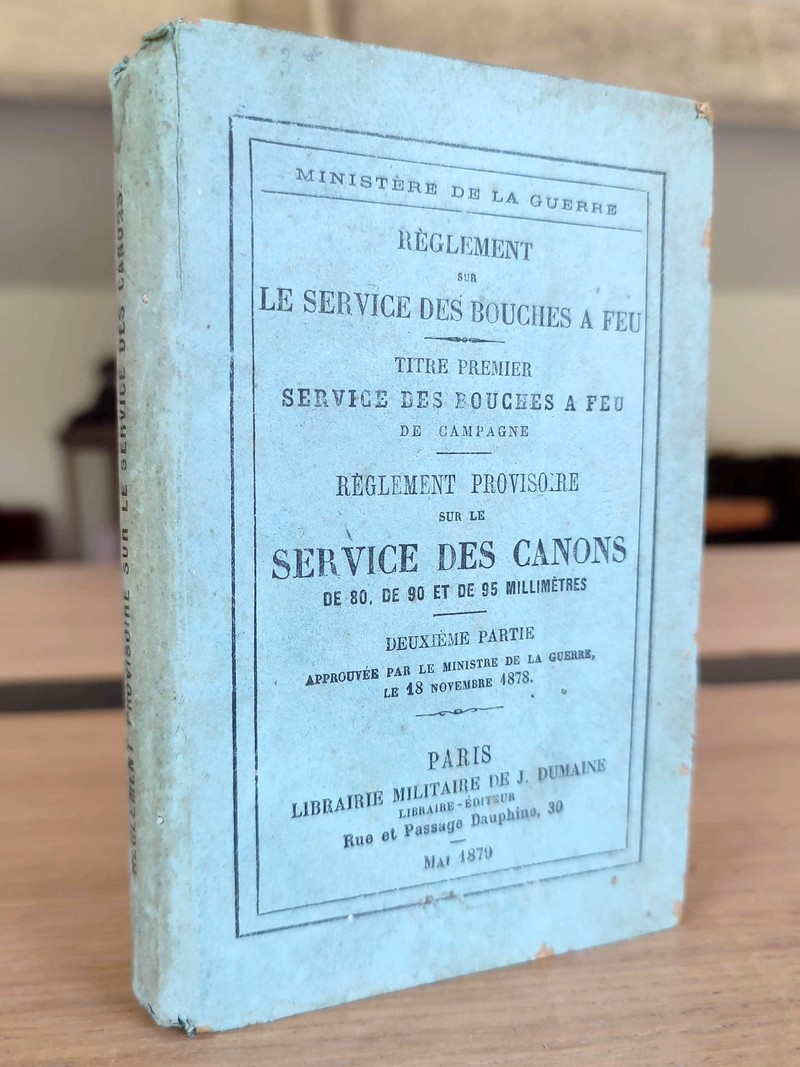 MINISTÈRE DE LA GUERRE
RÈGLEMENT
SUR
LE SERVICE DES BOUCHES A FEU
TITRE PREMIER
SERVICE DES BOUCHES A FEU
DE CAMPAGNE
RÈGLEMENT PROVISOIRE
SUR LE
SERVICE DES CANONS
DE 80, DE 90 ET DE 95 MILLIMÈTRES
DEUXIÈME PARTIE
APPROUVÉE PAR LE MINISTRE DE LA GUERRE,
LE 18 NOVEMBRE 1878.
PARIS
LIBRAIRIE MILITAIRE DE J. DUMAINE
LIBRAIRE-ÉDITEUR
Rue et Passage Dauphine, 30
MAI 1879
RÈGLEMENT PROVISOIRE SUR LE SERVICE DES CANONS.